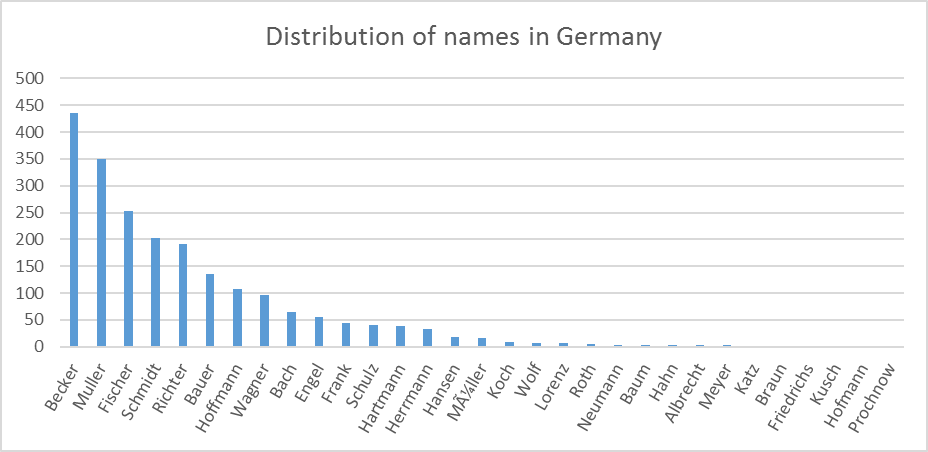 Distribution of names in Germany
500
450
400
350
300
250
200
150
100
50
0
Becker
Muller
Fischer
Schmidt
Richter
Bauer
Hoffmann
Wagner
Bach
Engel
Frank
Schulz
Hartmann
Herrmann
Hansen
MÃ¼ller
Koch
Wolf
Lorenz
Roth
Neumann
Baum
Hahn
Albrecht
Meyer
Katz
Braun
Friedrichs
Kusch
Hofmann
Prochnow